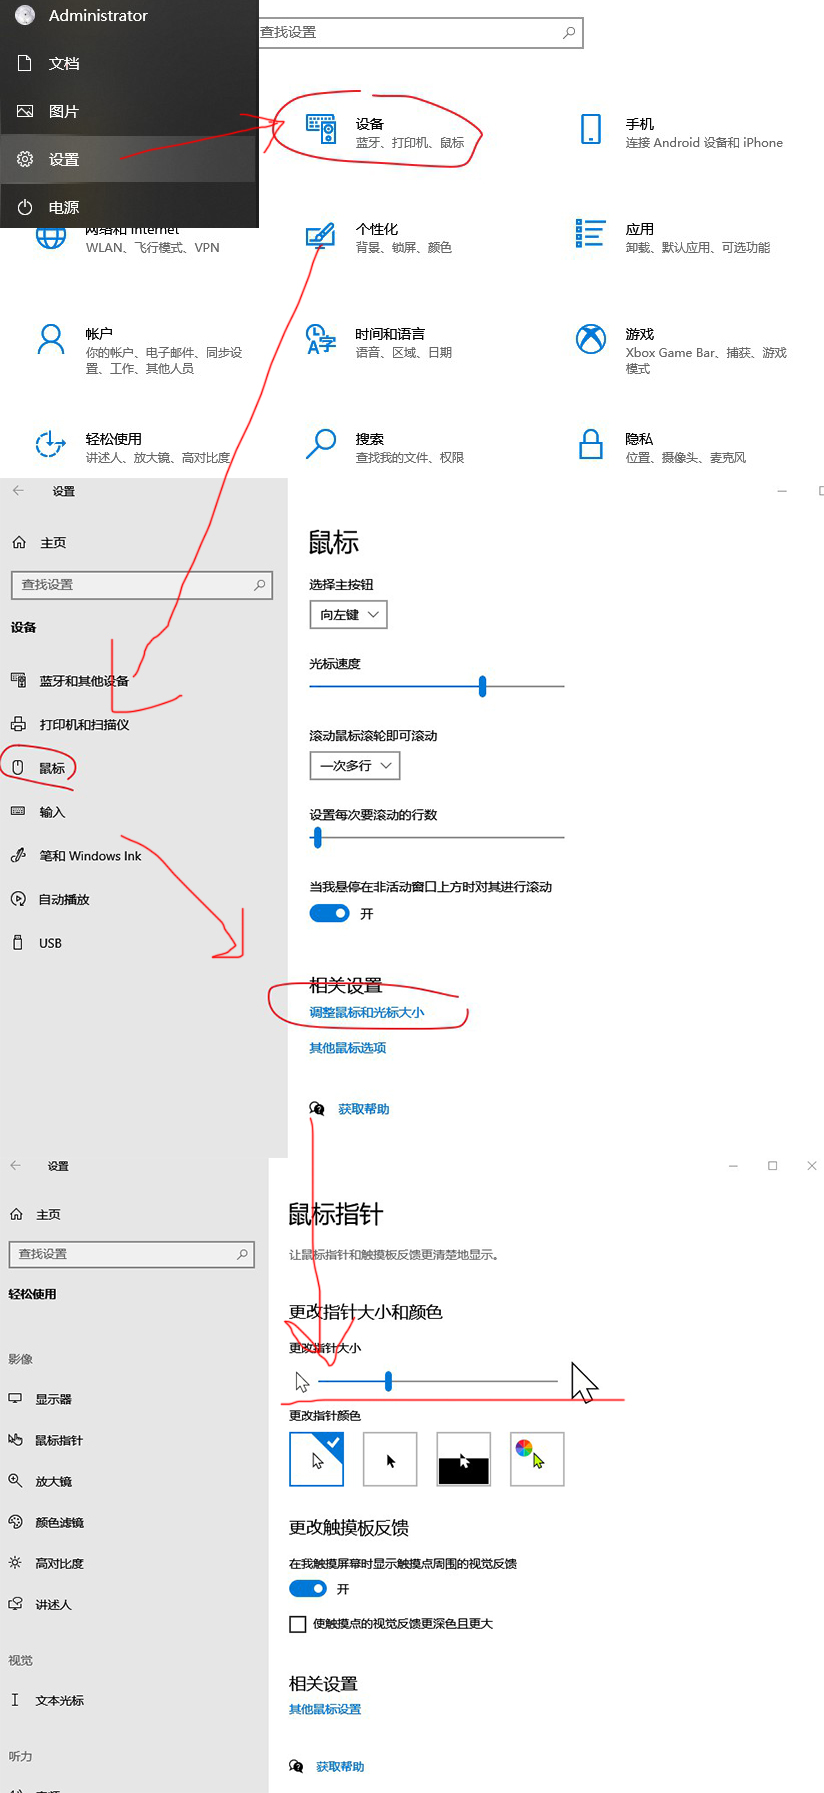 Administrator
文档
图片
设置
电源
查找设置
设备
蓝牙、打印机、鼠标
手机
连接 Android 设备和 iPhone
网络和 Internet
WLAN、飞行模式、VPN
个性化
背景、锁屏、颜色
应用
卸载、默认应用、可选功能
帐户
你的帐户、电子邮件、同步设
置、工作、其他人员
时间和语言
语音、区域、日期
游戏
Xbox Game Bar、捕获、游戏
模式
轻松使用
讲述人、放大镜、高对比度
搜索
查找我的文件、权限
隐私
位置、摄像头、麦克风
设置
主页
查找设置
设备
蓝牙和其他设备
打印机和扫描仪
鼠标
输入
笔和 Windows Ink
自动播放
USB
鼠标
选择主按钮
向左键
光标速度
滚动鼠标滚轮即可滚动
一次多行
设置每次要滚动的行数
当我悬停在非活动窗口上方时对其进行滚动
开
相关设置
调整鼠标和光标大小
其他鼠标选项
获取帮助
设置
主页
查找设置
轻松使用
影像
显示器
鼠标指针
放大镜
颜色滤镜
高对比度
讲述人
视觉
文本光标
听力
鼠标指针
让鼠标指针和触摸板反馈更清楚地显示。
更改指针大小和颜色
更改指针大小
更改指针颜色
更改触摸板反馈
在我触摸屏幕时显示触摸点周围的视觉反馈
开
使触摸点的视觉反馈更深色且更大
相关设置
其他鼠标设置
获取帮助